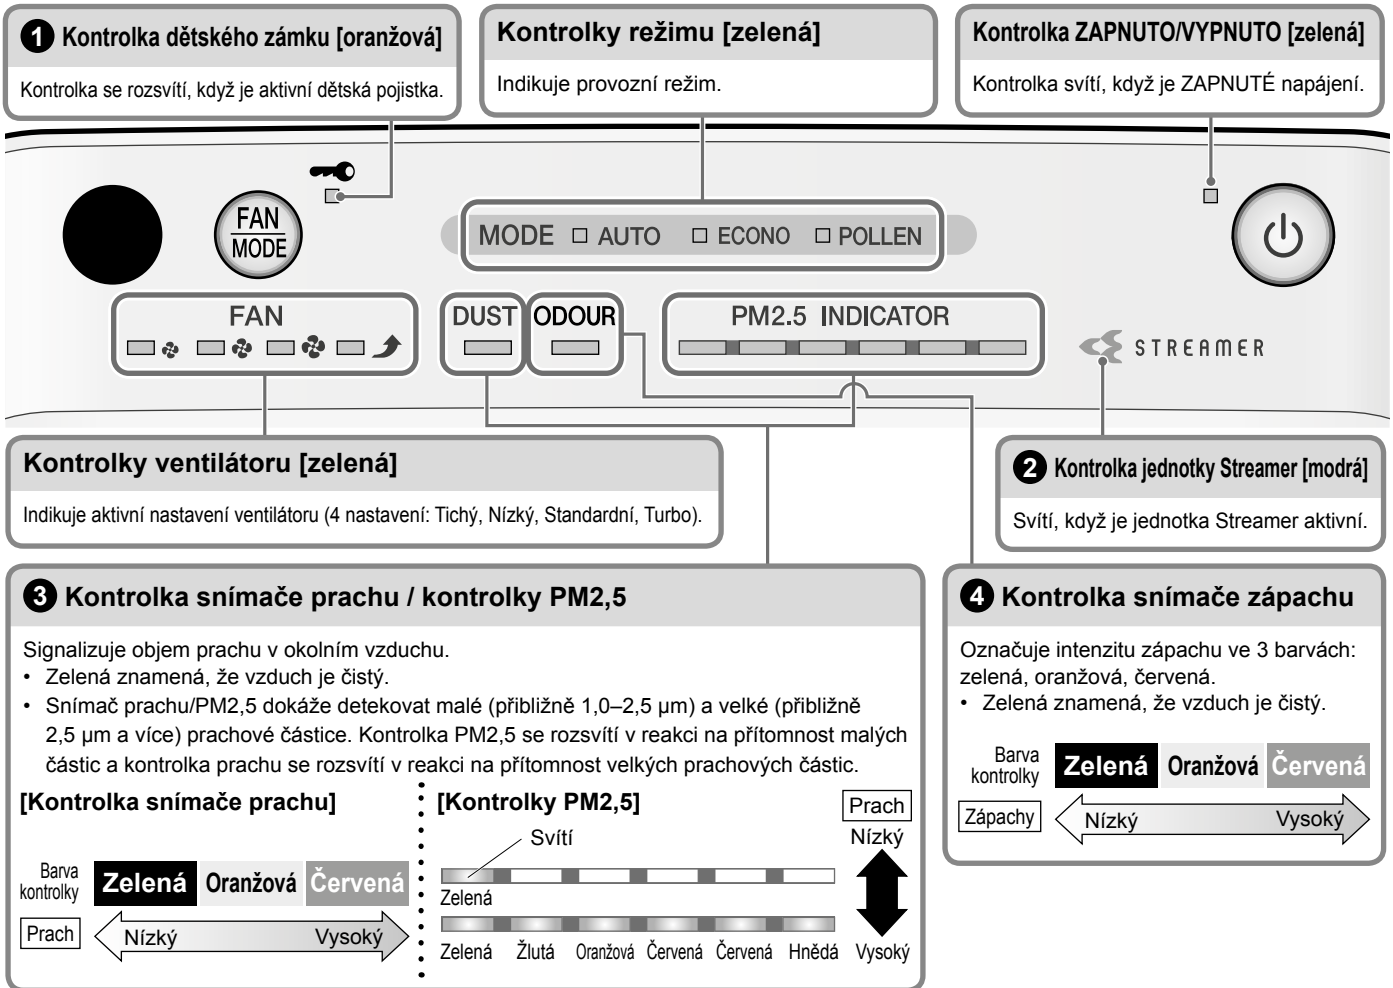 1 Kontrolka dětského zámku [oranžová]
Kontrolka se rozsvítí, když je aktivní dětská pojistka.
Kontrolky režimu [zelená]
Indikuje provozní režim.
Kontrolka ZAPNUTO/VYPNUTO [zelená]
Kontrolka svítí, když je ZAPNUTÉ napájení.
FAN
MODE
MODE AUTO ECONO POLLEN
FAN
DUST
ODOUR
PM2.5 INDICATOR
STREAMER
Kontrolky ventilátoru [zelená]
Indikuje aktivní nastavení ventilátoru (4 nastavení: Tichý, Nízký, Standardní, Turbo).
2 Kontrolka jednotky Streamer [modrá]
Svítí, když je jednotka Streamer aktivní.
3 Kontrolka snímače prachu / kontrolky PM2,5
Signalizuje objem prachu v okolním vzduchu.
• Zelená znamená, že vzduch je čistý.
• Snímač prachu/PM2,5 dokáže detekovat malé (přibližně 1,0–2,5 μm) a velké (přibližně
2,5 μm a více) prachové částice. Kontrolka PM2,5 se rozsvítí v reakci na přítomnost malých
částic a kontrolka prachu se rozsvítí v reakci na přítomnost velkých prachových částic.
[Kontrolka snímače prachu]
Barva
kontrolky
Zelená Oranžová Červená
Prach
Nízký Vysoký
[Kontrolky PM2,5]
Svítí
Zelená
Zelená Žlutá Oranžová Červená Červená Hnědá
Prach
Nízký
Vysoký
4 Kontrolka snímače zápachu
Označuje intenzitu zápachu ve 3 barvách:
zelená, oranžová, červená.
• Zelená znamená, že vzduch je čistý.
Barva
kontrolky
Zelená Oranžová Červená
Zápachy
Nízký Vysoký